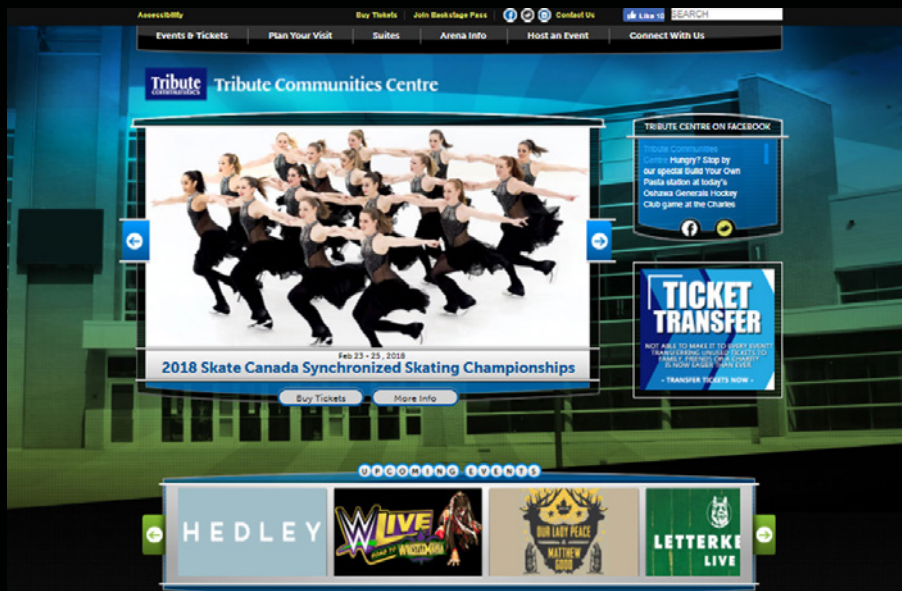 Accessibility
Buy Tickets
Join Backstage Pass
Contact Us
Like
SEARCH
Events & Tickets
Plan Your Visit
Suites
Arena Info
Host an Event
Connect With Us
Tribute
communities
Tribute Communities Centre
TRIBUTE CENTRE ON FACEBOOK
Tribute Communities
Centre Hungry? Stop by
our special Build Your Own
Pasta station at today's
Oshawa Generals Hockey
Club game at the Charles
Feb 23 - 25, 2018
2018 Skate Canada Synchronized Skating Championships
Buy Tickets
More Info
TICKET
TRANSFER
NOT ABLE TO MAKE IT TO EVERY EVENT?
TRANSFERRING UNUSED TICKETS TO
FAMILY, FRIENDS OR A CHARITY
IS NOW EASIER THAN EVER.
- TRANSFER TICKETS NOW -
UPCOMING EVENTS
HEDLEY
W LIVE
ROAD TO WRESTLEMANIA
OUR LADY PEACE
&
MATTHEW
GOOD
LETTERKE
LIVE